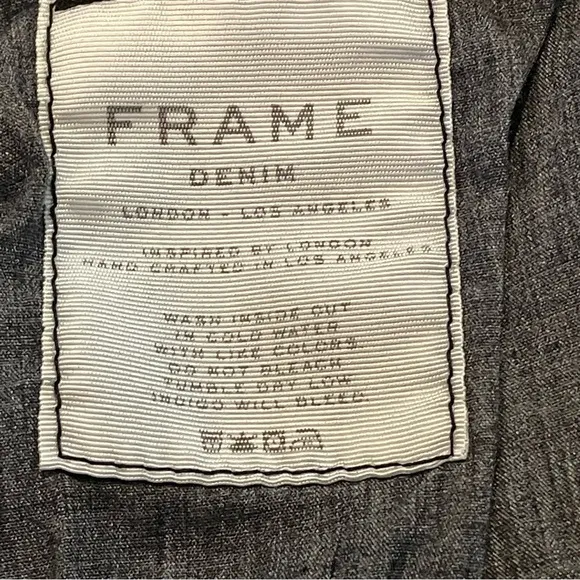 FRAME
DENIM
LONDON - LOS ANGELES
INSPIRED BY LONDON
HAND CRAFTED IN LOS ANGELES
WASH INSIDE OUT
IN COLD WATER
WITH LIKE COLORS
DO NOT BLEACH
TUMBLE DRY LOW
INDIGO WILL BLEED